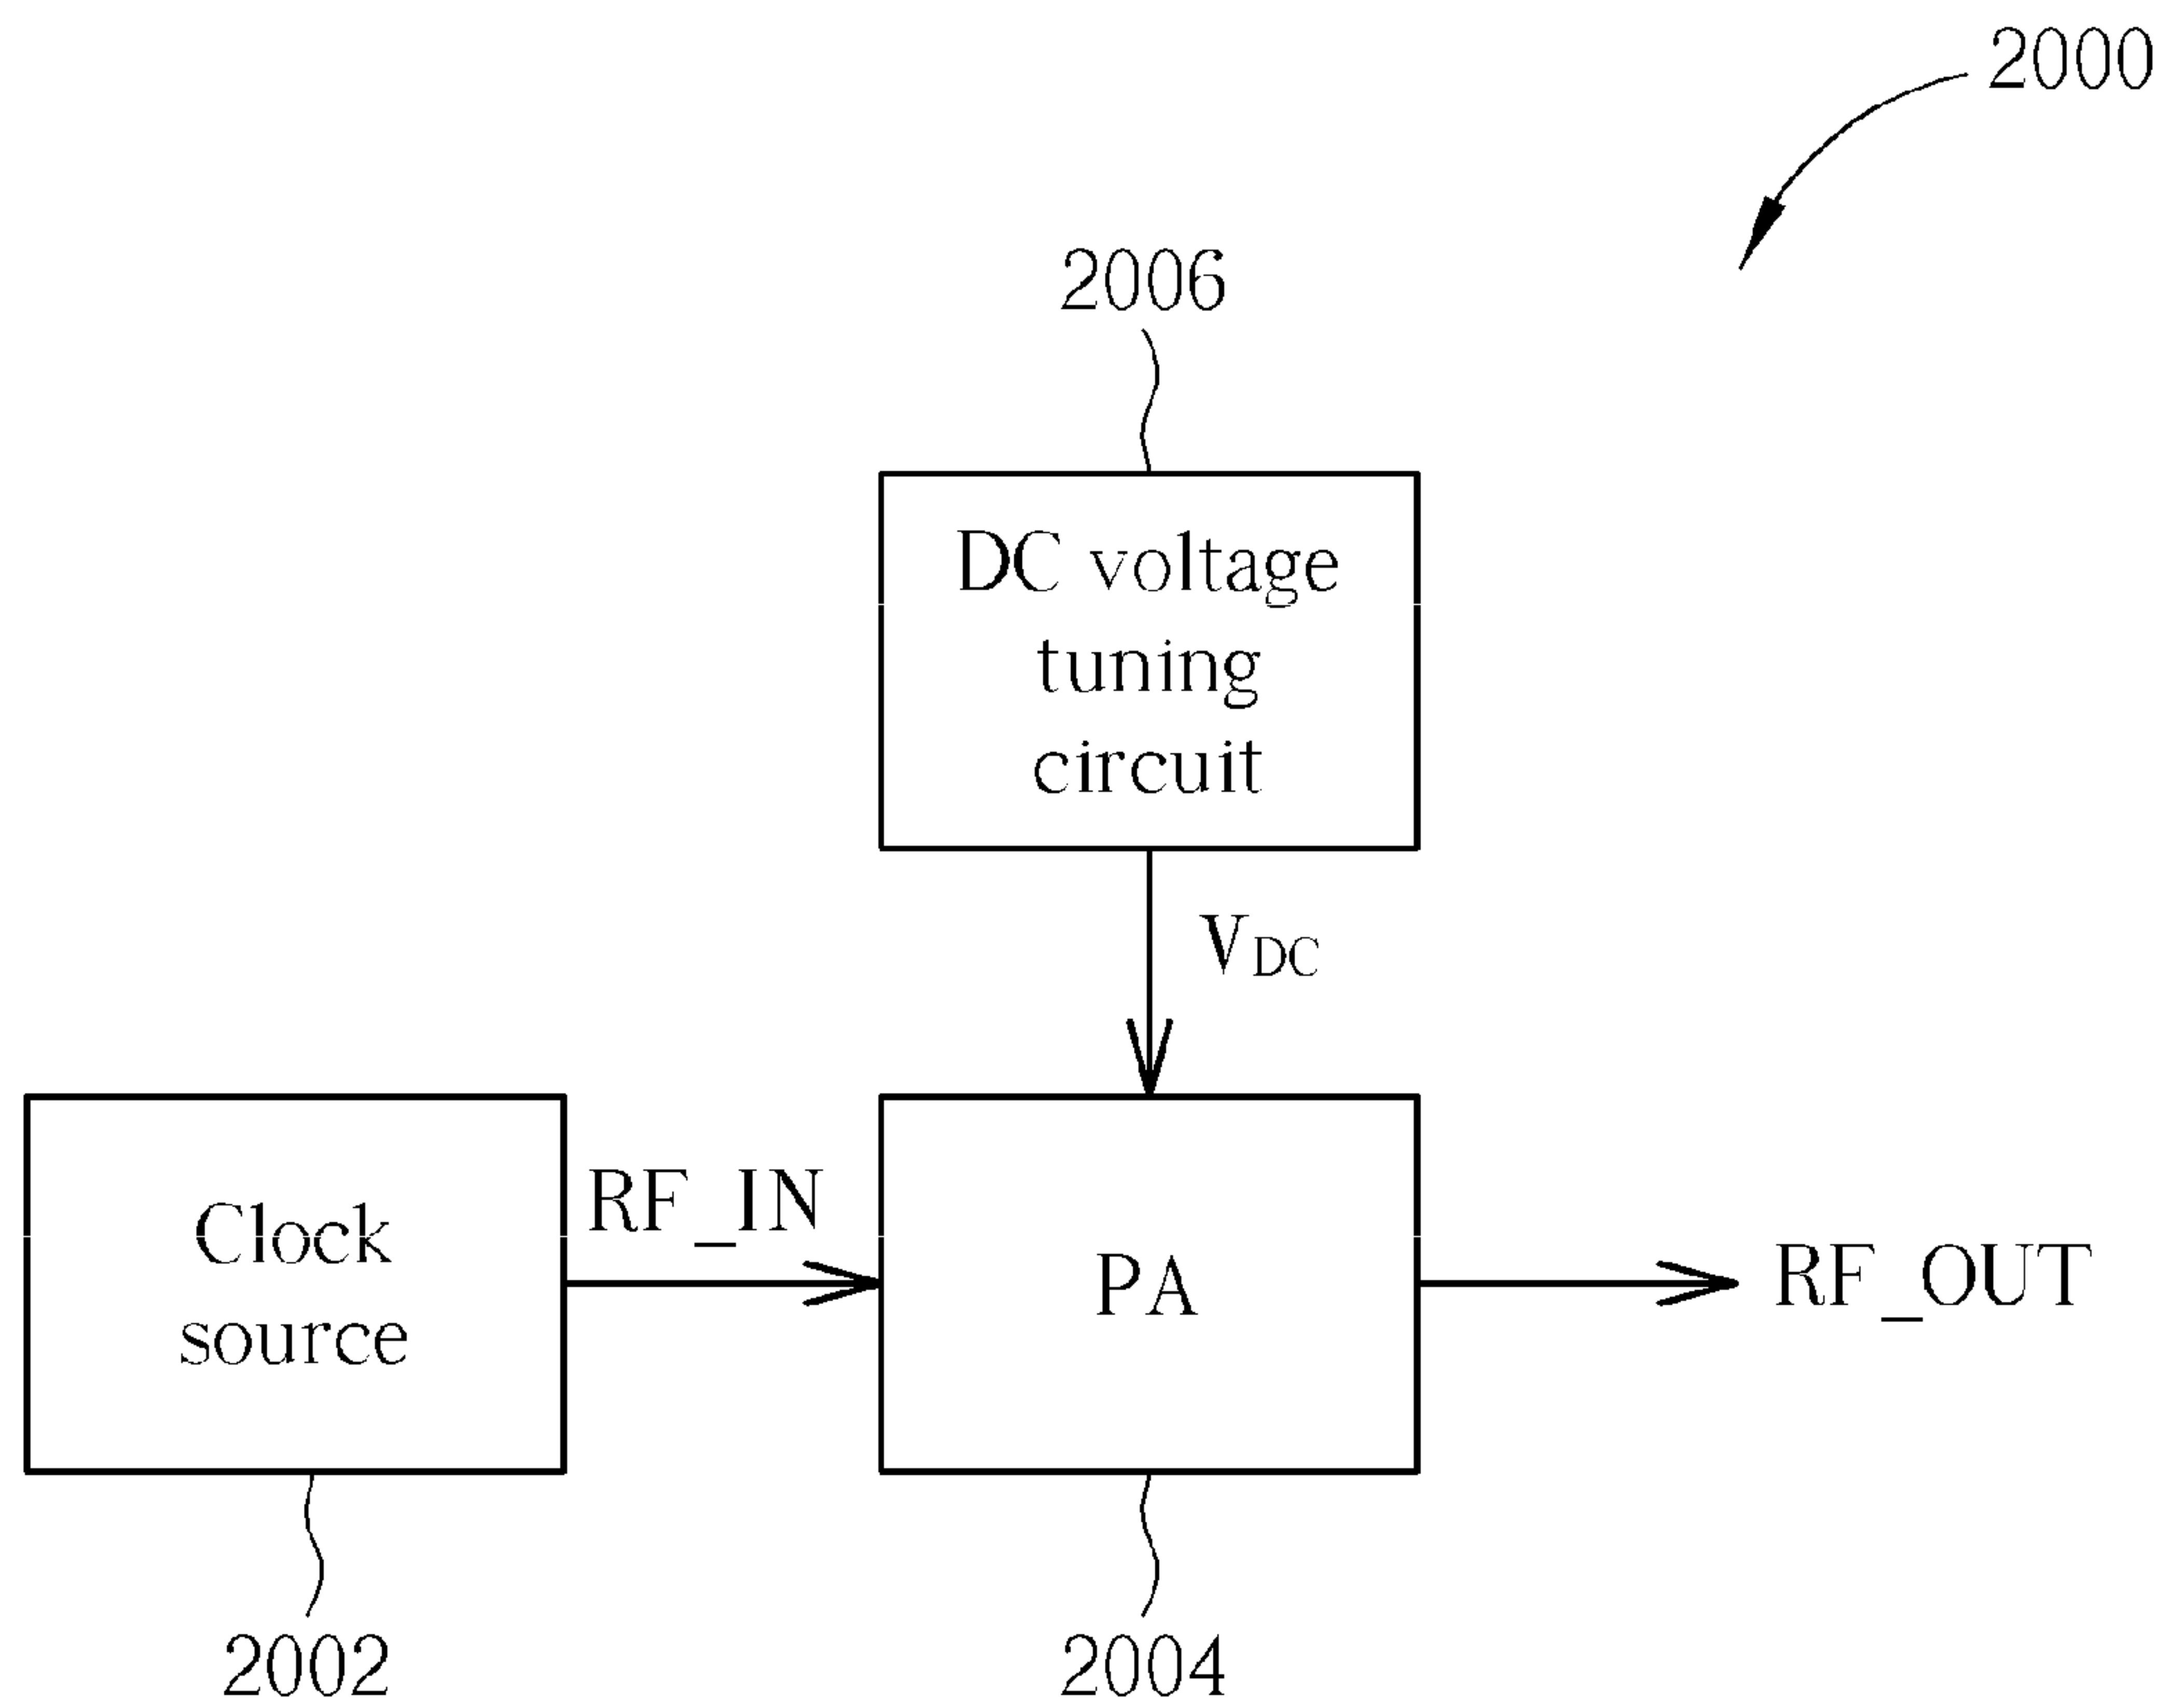 2000
2006
DC voltage
tuning
circuit
VDC
Clock
source
RF_IN
PA
RF_OUT
2002
2004